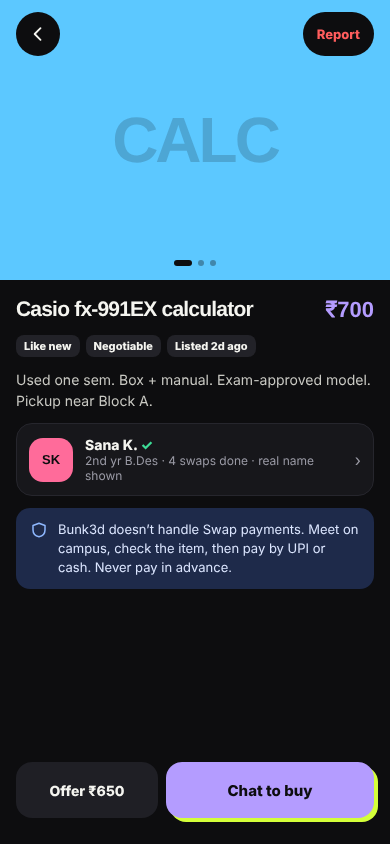 Report
CALC
Casio fx-991EX calculator
₹700
Like new
Negotiable
Listed 2d ago
Used one sem. Box + manual. Exam-approved model.
Pickup near Block A.
SK
Sana K. ✓
2nd yr B.Des · 4 swaps done · real name
shown
Bunk3d doesn’t handle Swap payments. Meet on
campus, check the item, then pay by UPI or
cash. Never pay in advance.
Offer ₹650
Chat to buy